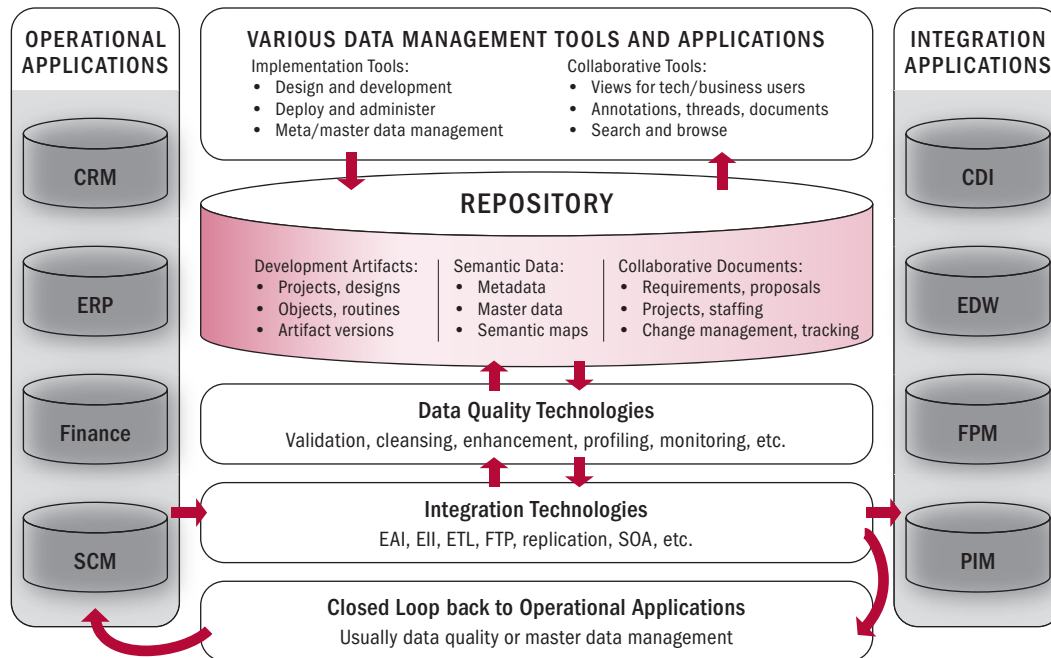 OPERATIONAL
APPLICATIONS
CRM
ERP
Finance
SCM
VARIOUS DATA MANAGEMENT TOOLS AND APPLICATIONS
Implementation Tools:
• Design and development
• Deploy and administer
• Meta/master data management
Collaborative Tools:
• Views for tech/business users
• Annotations, threads, documents
• Search and browse
REPOSITORY
Development Artifacts:
• Projects, designs
• Objects, routines
• Artifact versions
Semantic Data:
• Metadata
• Master data
• Semantic maps
Collaborative Documents:
• Requirements, proposals
• Projects, staffing
• Change management, tracking
Data Quality Technologies
Validation, cleansing, enhancement, profiling, monitoring, etc.
Integration Technologies
EAI, EII, ETL, FTP, replication, SOA, etc.
Closed Loop back to Operational Applications
Usually data quality or master data management
INTEGRATION
APPLICATIONS
CDI
EDW
FPM
PIM